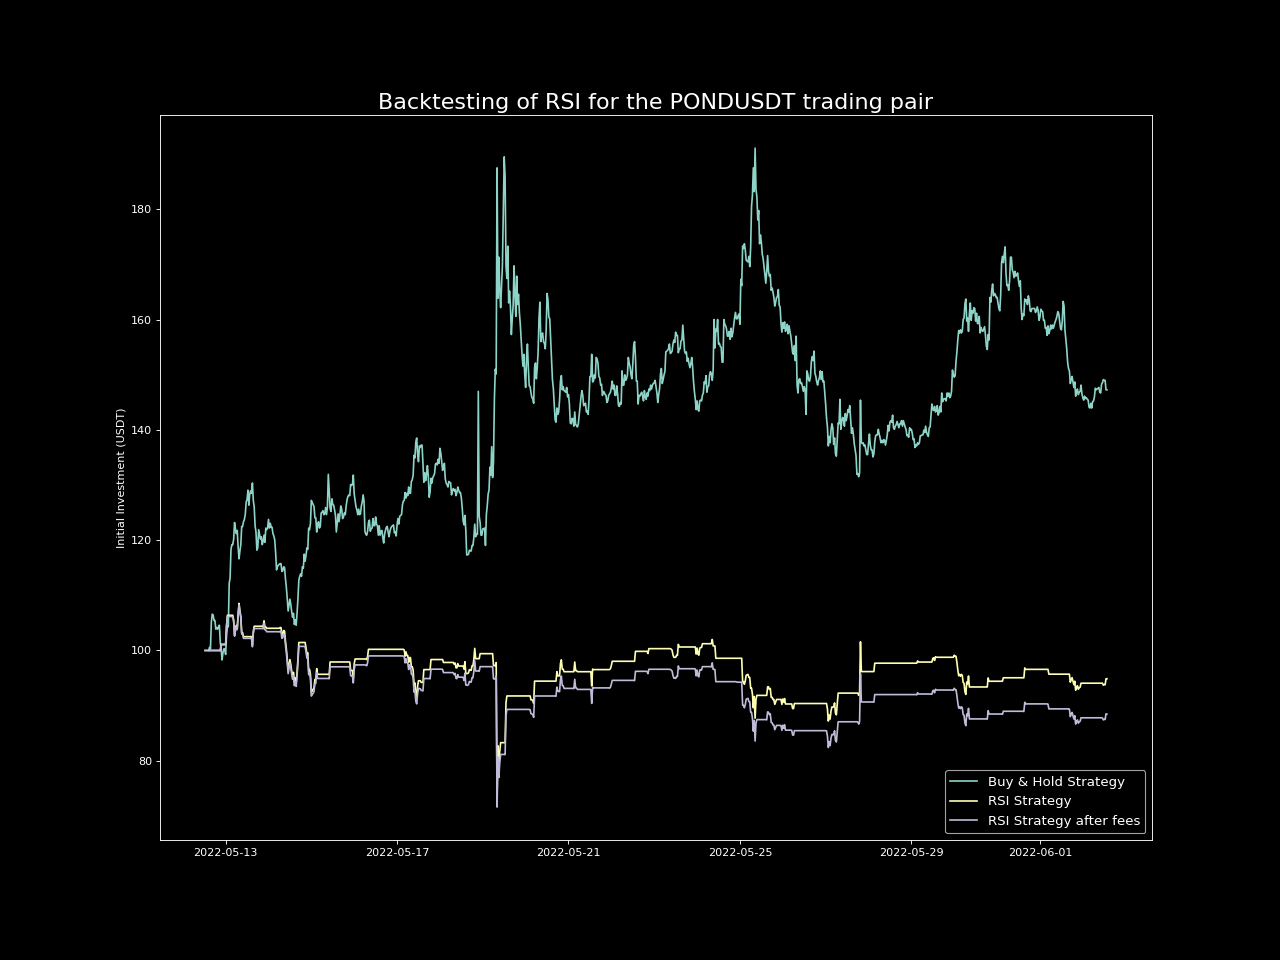 Backtesting of RSI for the PONDUSDT trading pair
Initial Investment (USDT)
180
160
140
120
100
80
2022-05-13 2022-05-17 2022-05-21 2022-05-25 2022-05-29 2022-06-01
Buy & Hold Strategy
RSI Strategy
RSI Strategy after fees